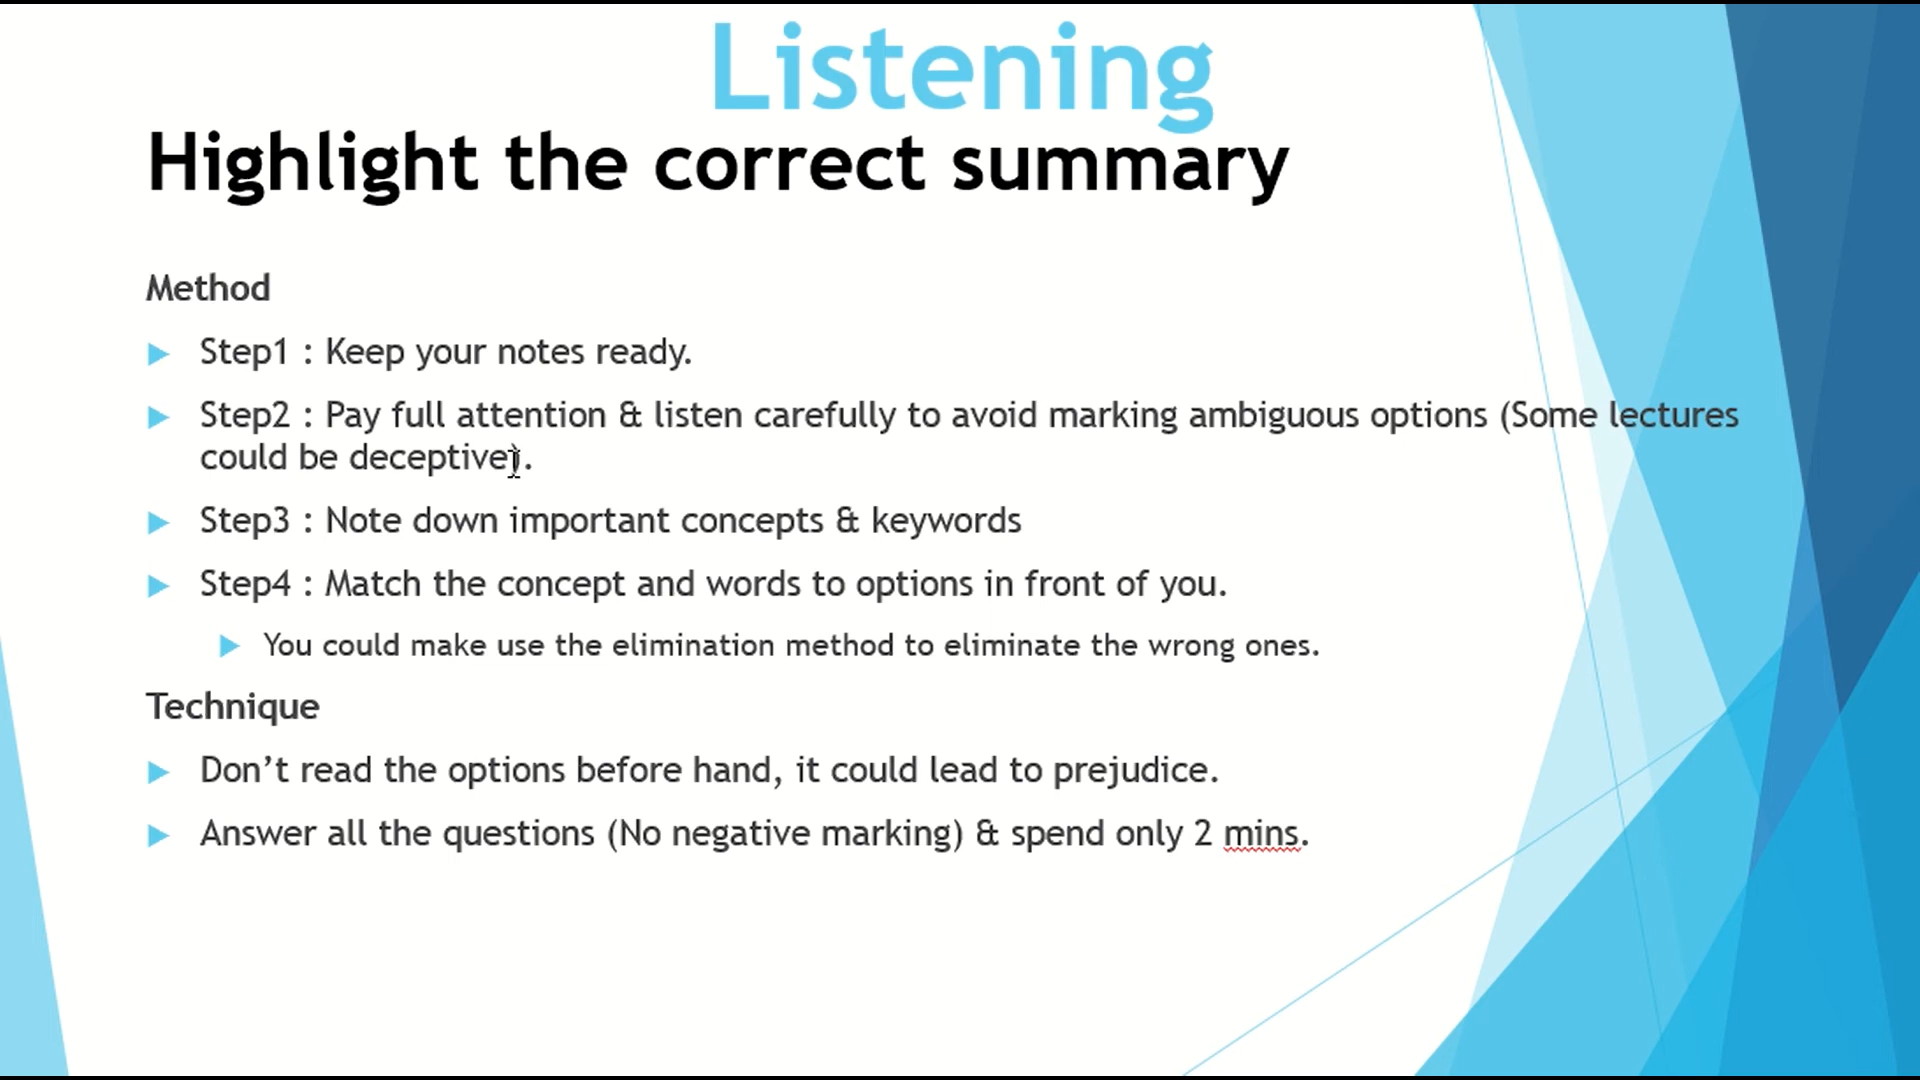 Listening
Highlight the correct summary
Method
Step1 : Keep your notes ready.
Step2 : Pay full attention & listen carefully to avoid marking ambiguous options (Some lectures
could be deceptive).
Step3 : Note down important concepts & keywords
Step4 : Match the concept and words to options in front of you.
You could make use the elimination method to eliminate the wrong ones.
Technique
Don’t read the options before hand, it could lead to prejudice.
Answer all the questions (No negative marking) & spend only 2 mins.